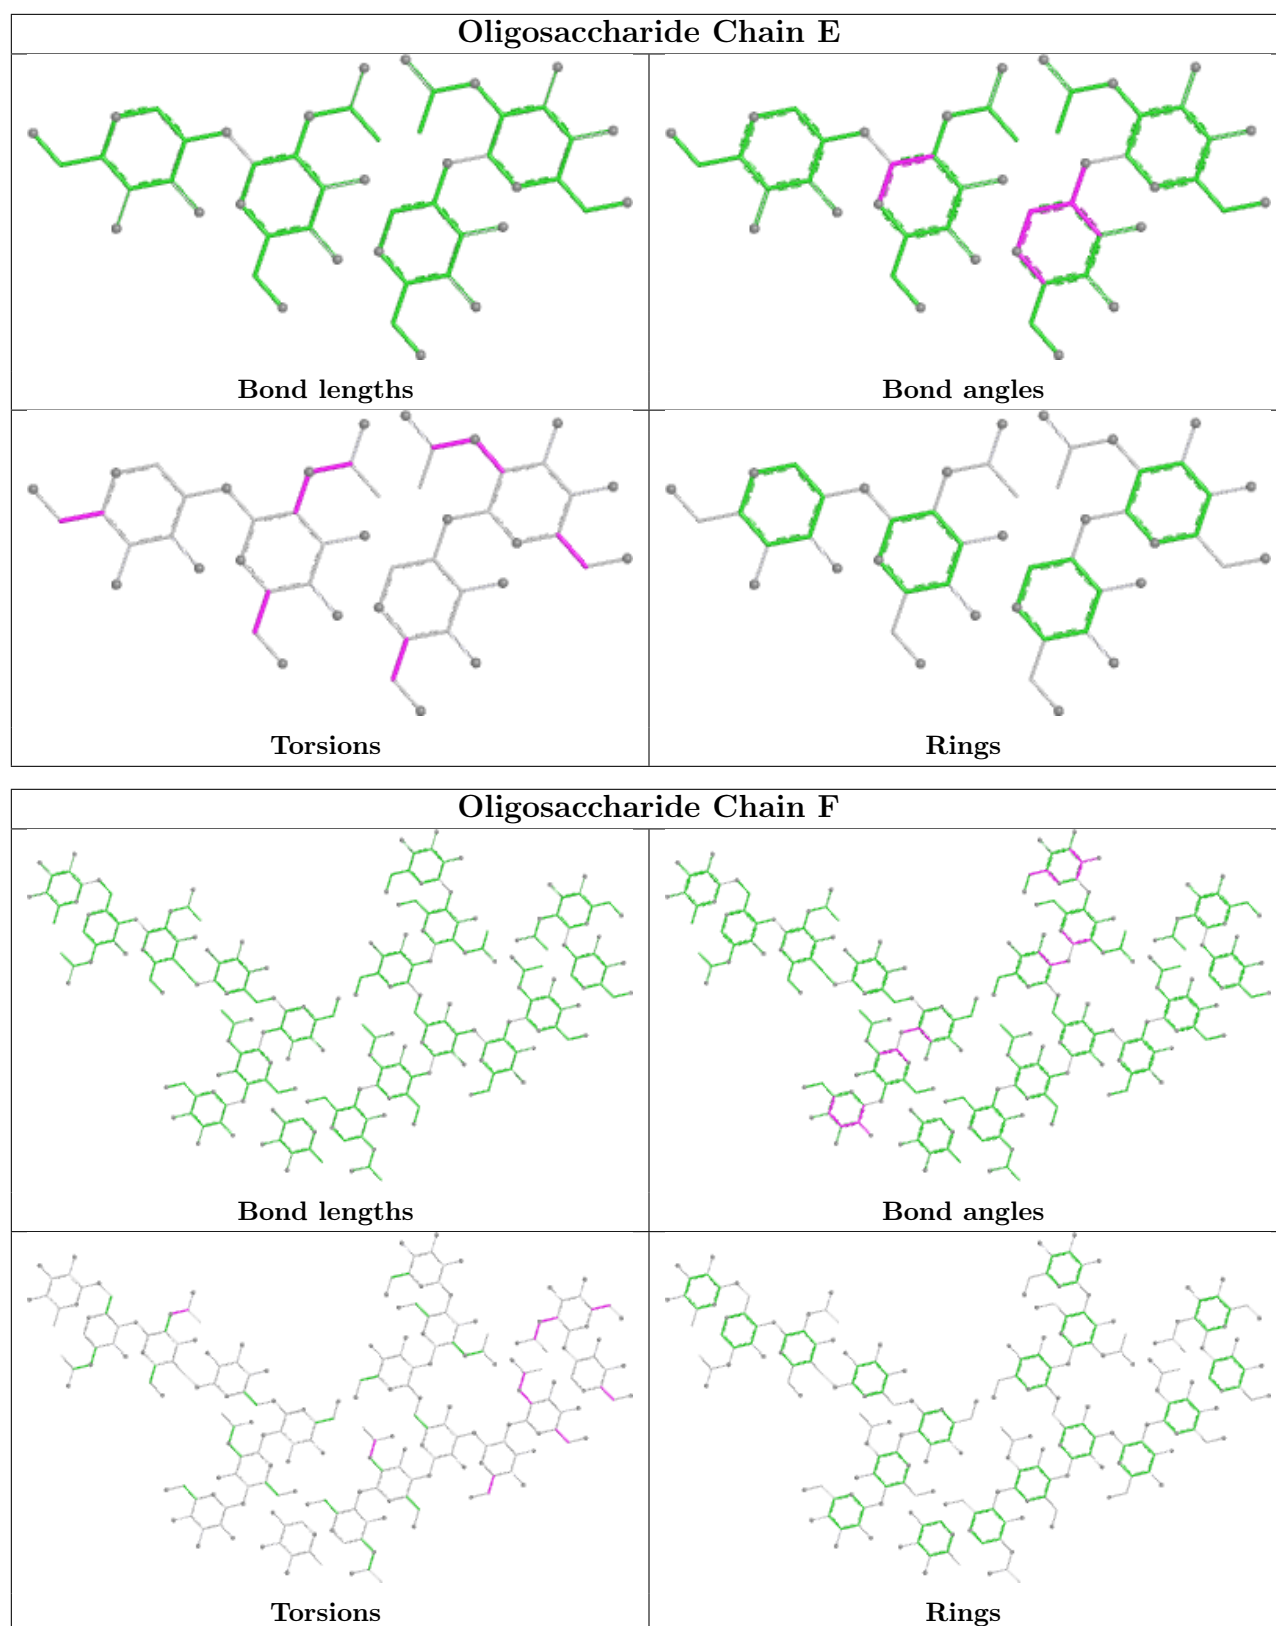 Oligosaccharide Chain E
Bond lengths
Bond angles
Torsions
Rings
Oligosaccharide Chain F
Bond lengths
Bond angles
Torsions
Rings